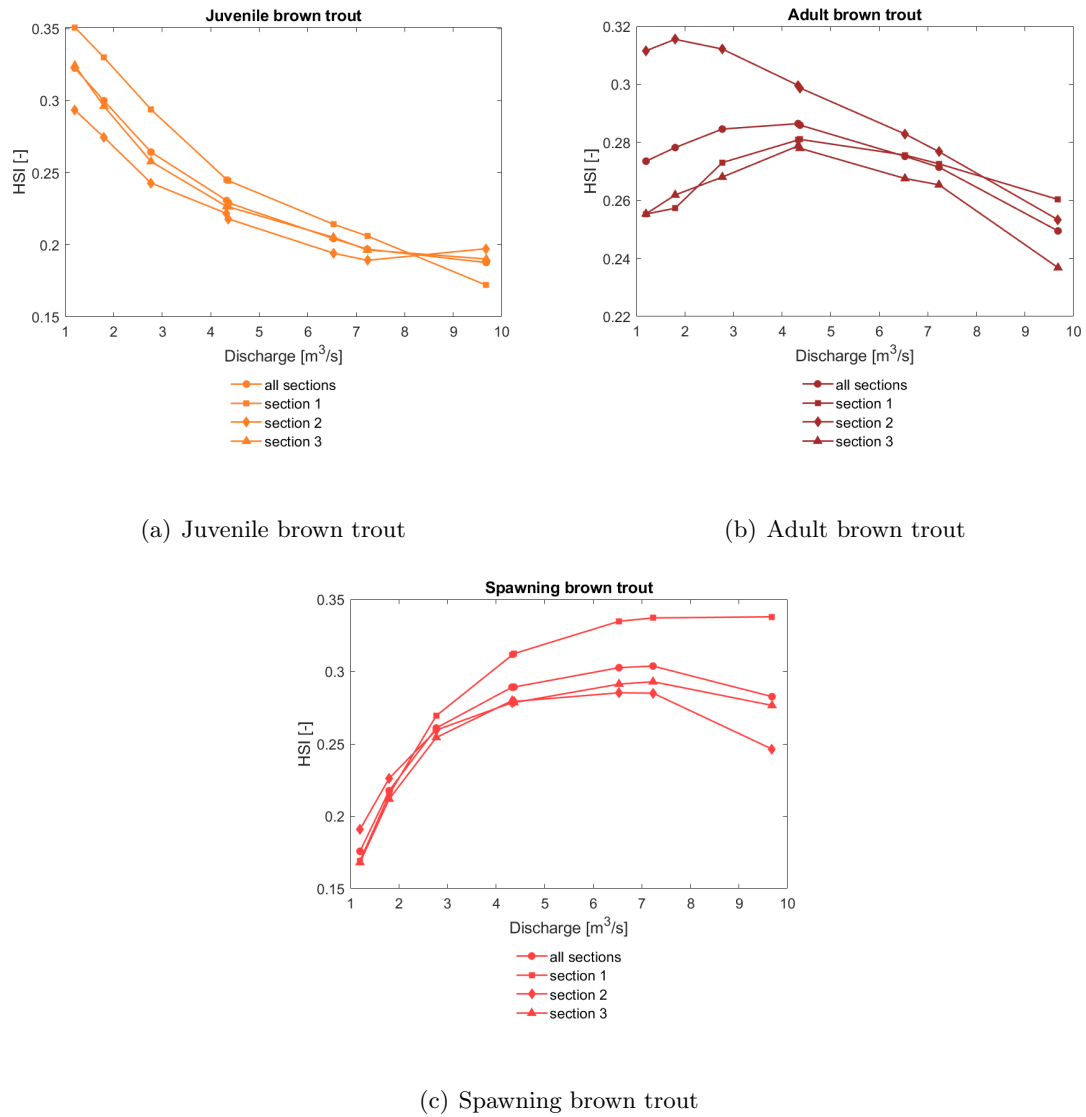 Juvenile brown trout
0.35
0.3
0.25
0.2
0.15
HSI [-]
1 2 3 4 5 6 7 8 9 10
Discharge [m³/s]
all sections
section 1
section 2
section 3
(a) Juvenile brown trout
Adult brown trout
0.32
0.3
0.28
0.26
0.24
0.22
HSI [-]
1 2 3 4 5 6 7 8 9 10
Discharge [m³/s]
all sections
section 1
section 2
section 3
(b) Adult brown trout
Spawning brown trout
0.35
0.3
0.25
0.2
0.15
HSI [-]
1 2 3 4 5 6 7 8 9 10
Discharge [m³/s]
all sections
section 1
section 2
section 3
(c) Spawning brown trout